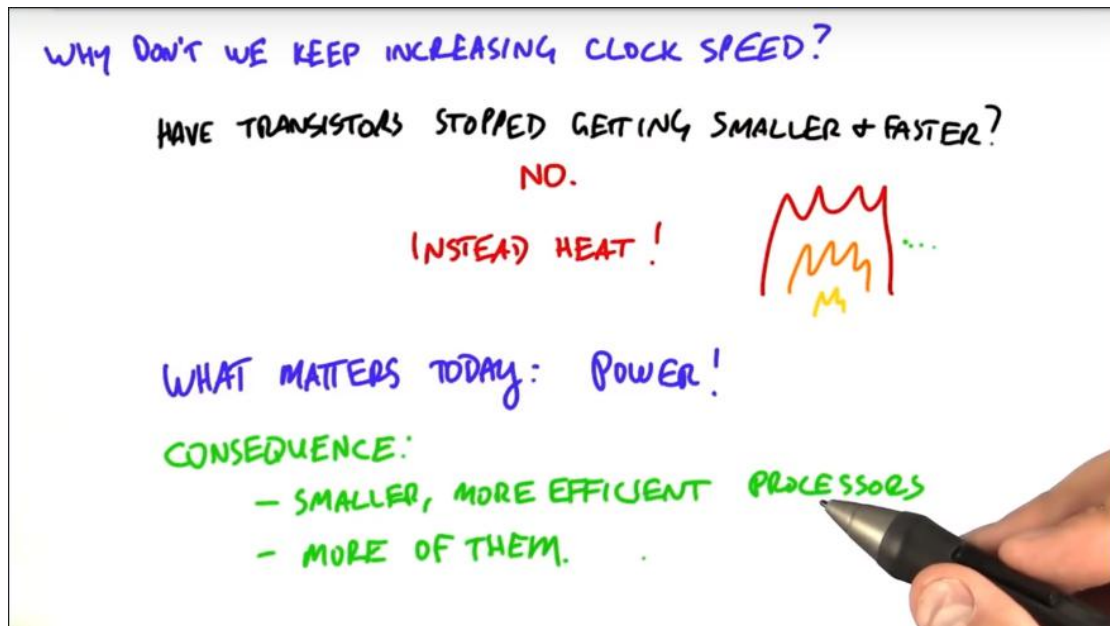 WHY DON'T WE KEEP INCREASING CLOCK SPEED?
HAVE TRANSISTORS STOPPED GETTING SMALLER + FASTER?
NO.
INSTEAD HEAT!
WHAT MATTERS TODAY: POWER!
CONSEQUENCE:
- SMALLER, MORE EFFICIENT PROCESSORS
- MORE OF THEM.